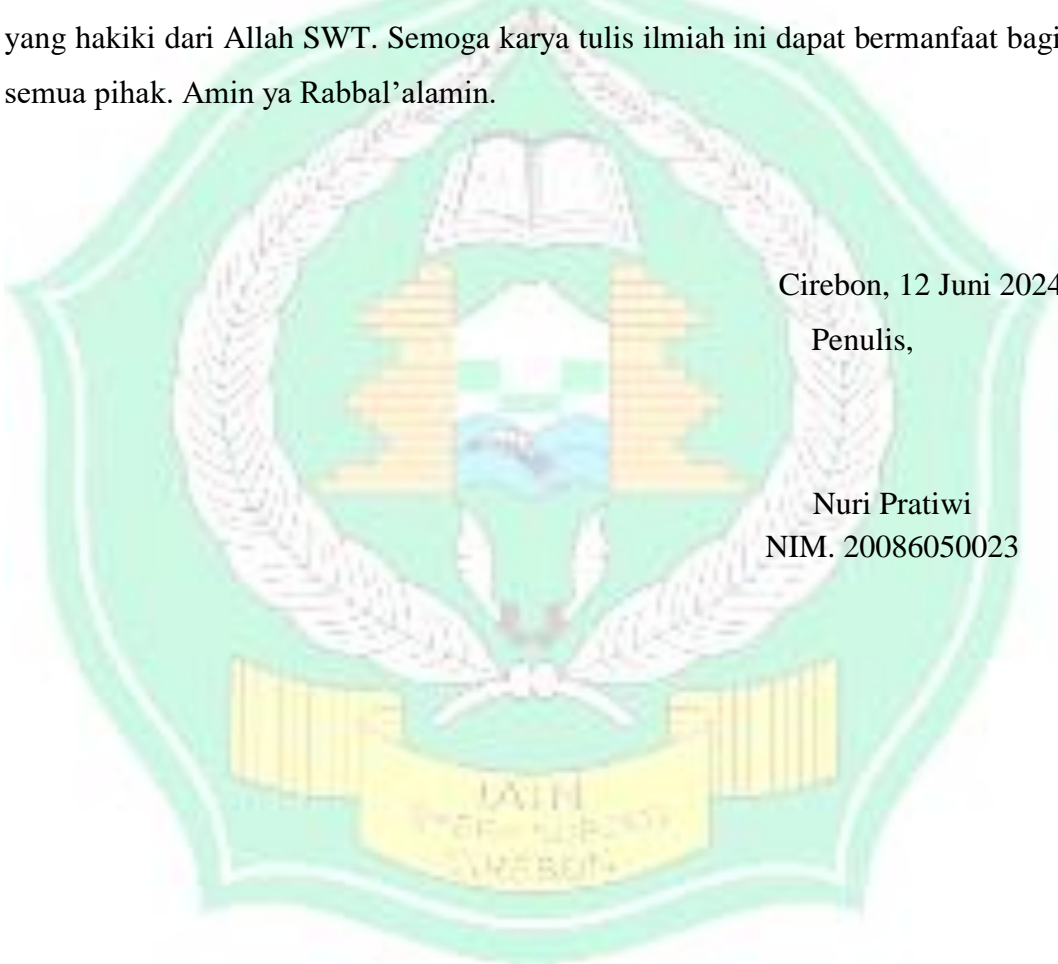 yang hakiki dari Allah SWT. Semoga karya tulis ilmiah ini dapat bermanfaat bagi
semua pihak. Amin ya Rabbal’alamin.
Cirebon, 12 Juni 2024
Penulis,
Nuri Pratiwi
NIM. 20086050023
IAIN
CIREBON